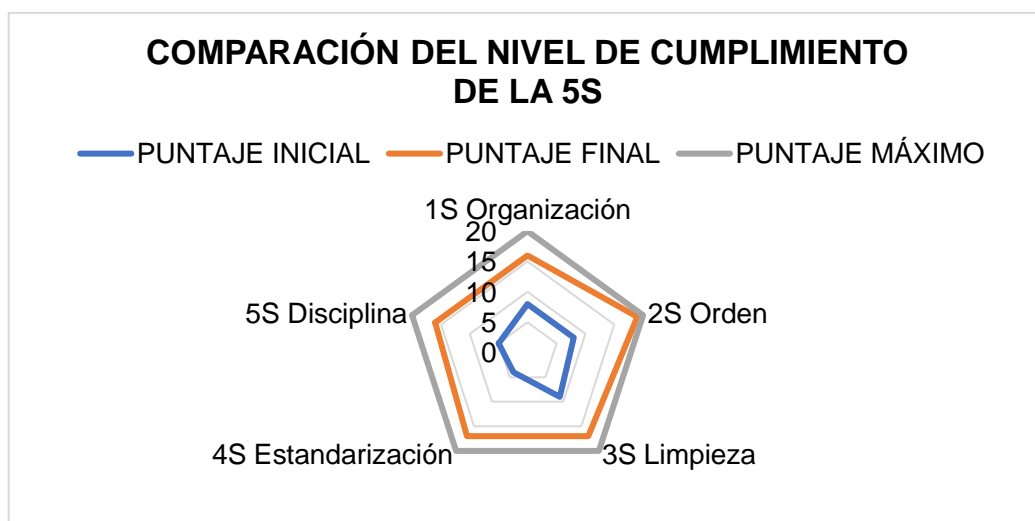 COMPARACIÓN DEL NIVEL DE CUMPLIMIENTO
DE LA 5S
PUNTAJE INICIAL PUNTAJE FINAL PUNTAJE MÁXIMO
1S Organización
20
15
10
5
0
5S Disciplina
2S Orden
4S Estandarización
3S Limpieza